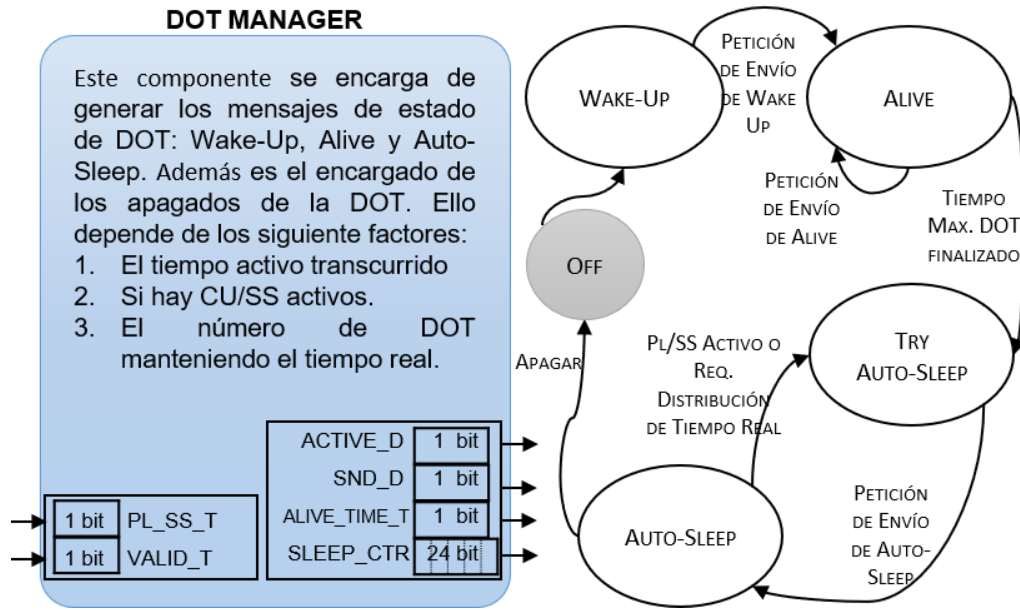 DOT MANAGER
Este componente se encarga de
generar los mensajes de estado
de DOT: Wake-Up, Alive y Auto-
Sleep. Además es el encargado de
los apagados de la DOT. Ello
depende de los siguiente factores:
1. El tiempo activo transcurrido
2. Si hay CU/SS activos.
3. El número de DOT
manteniendo el tiempo real.
ACTIVE_D 1 bit
SND_D 1 bit
ALIVE_TIME_T 1 bit
SLEEP_CTR 24 bit
1 bit PL_SS_T
1 bit VALID_T
WAKE-UP
PETICIÓN
DE ENVÍO
DE WAKE
UP
ALIVE
PETICIÓN
DE ENVÍO
DE ALIVE
TIEMPO
MAX. DOT
FINALIZADO
OFF
APAGAR
PL/SS ACTIVO O
REQ.
DISTRIBUCIÓN
DE TIEMPO REAL
TRY
AUTO-SLEEP
AUTO-SLEEP
PETICIÓN
DE ENVÍO
DE AUTO-
SLEEP